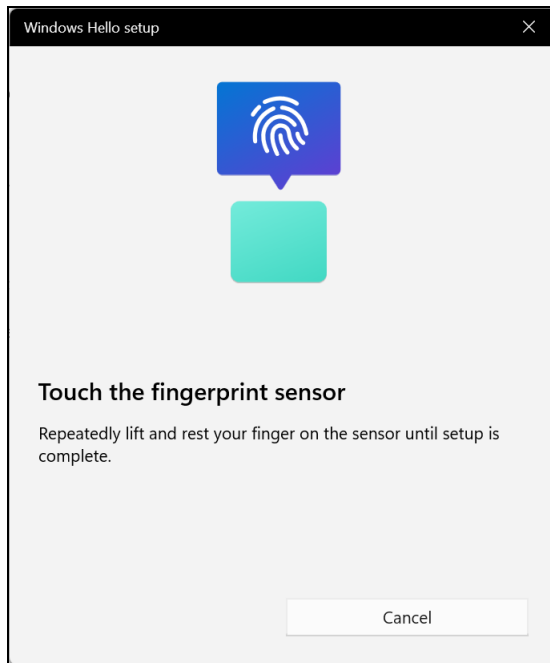 Windows Hello setup
Touch the fingerprint sensor
Repeatedly lift and rest your finger on the sensor until setup is
complete.
Cancel